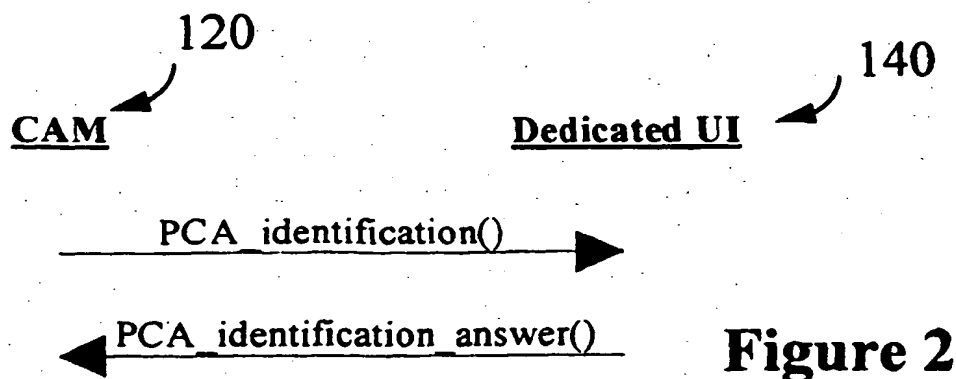 120
140
CAM
Dedicated UI
PCA_identification()
PCA_identification_answer()
Figure 2